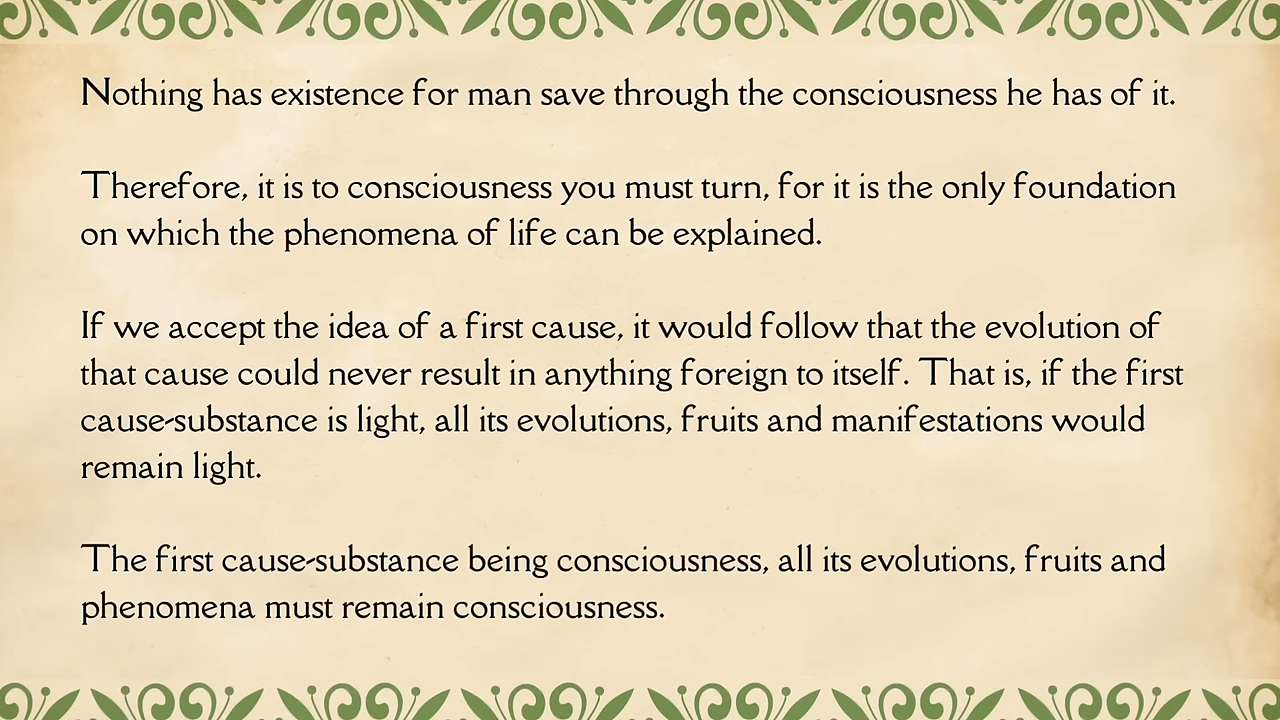 Nothing has existence for man save through the consciousness he has of it.
Therefore, it is to consciousness you must turn, for it is the only foundation
on which the phenomena of life can be explained.
If we accept the idea of a first cause, it would follow that the evolution of
that cause could never result in anything foreign to itself. That is, if the first
cause-substance is light, all its evolutions, fruits and manifestations would
remain light.
The first cause-substance being consciousness, all its evolutions, fruits and
phenomena must remain consciousness.